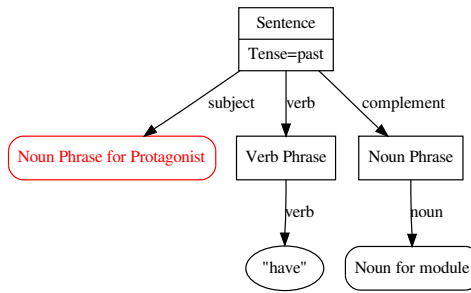 Sentence
Tense=past
subject
verb
complement
Noun Phrase for Protagonist
Verb Phrase
Noun Phrase
verb
noun
"have"
Noun for module